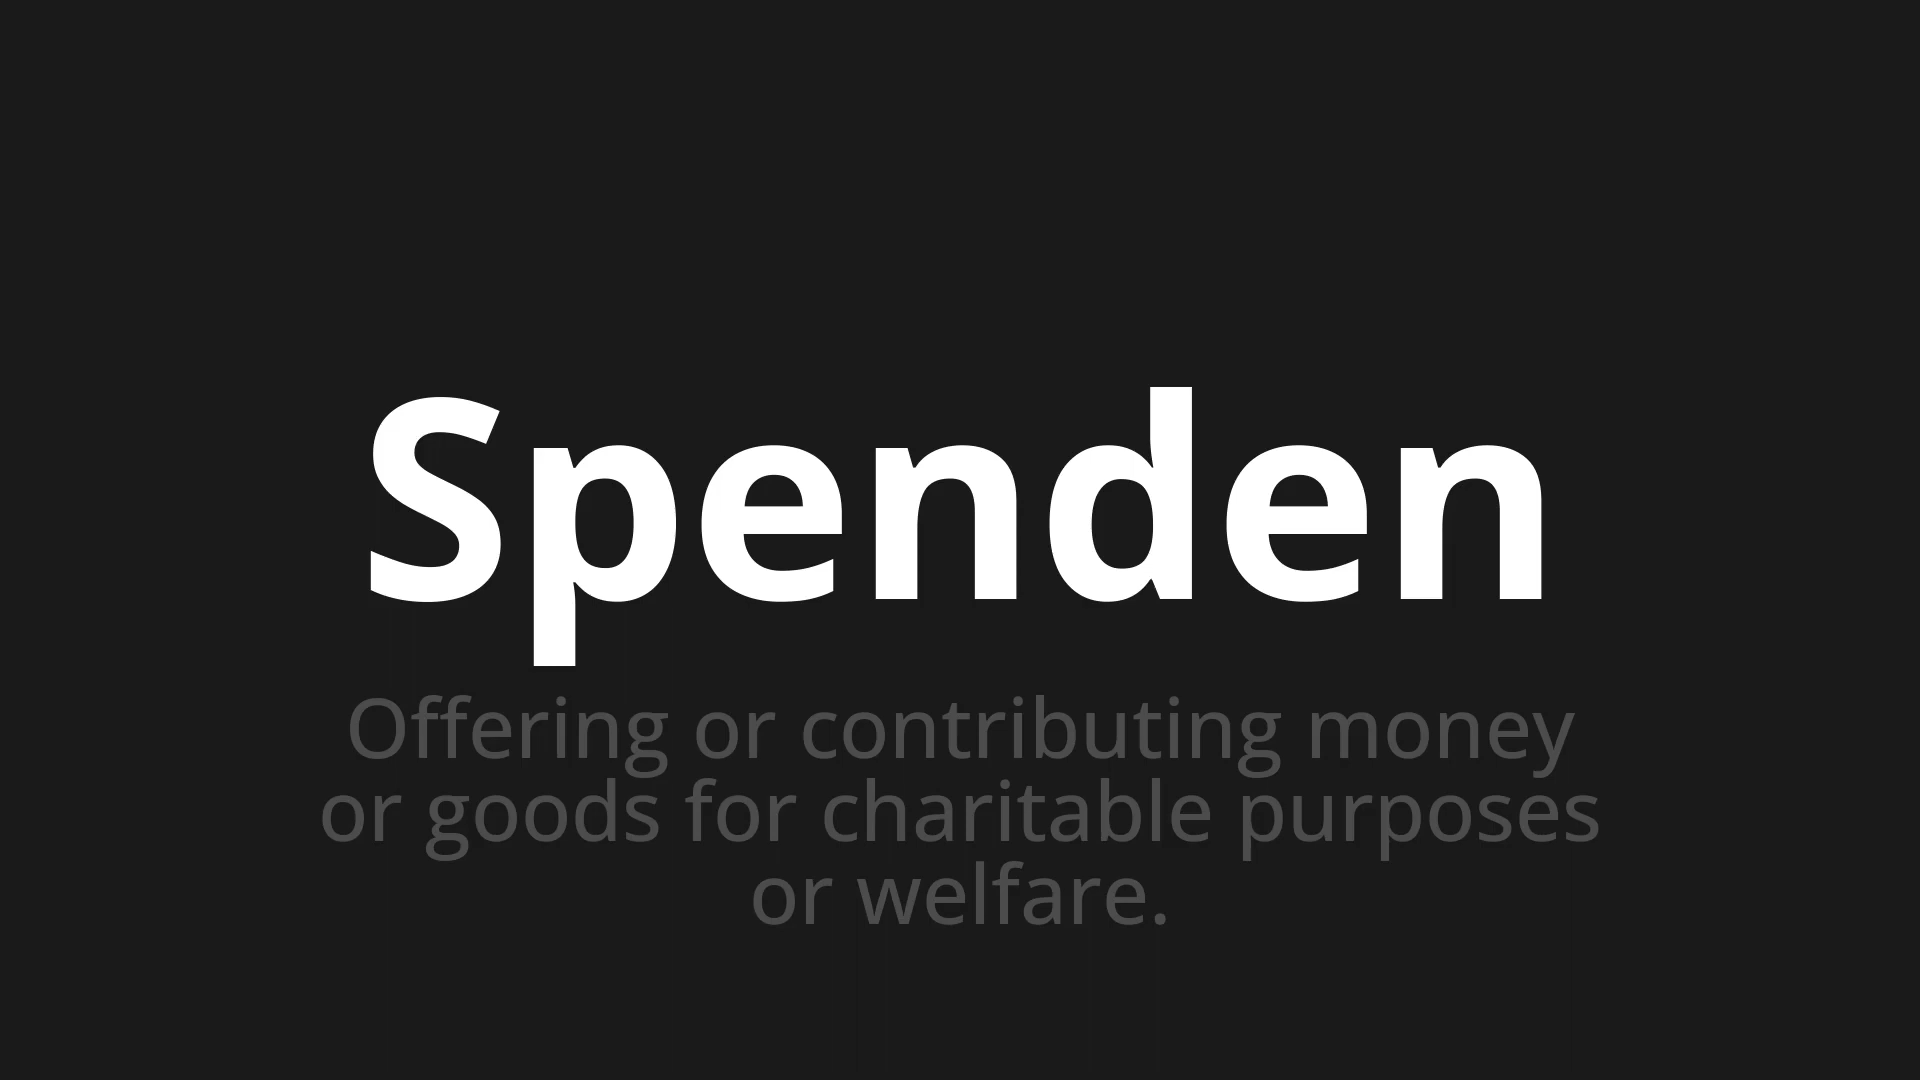 Spenden
Offering or contributing money
or goods for charitable purposes
or welfare.